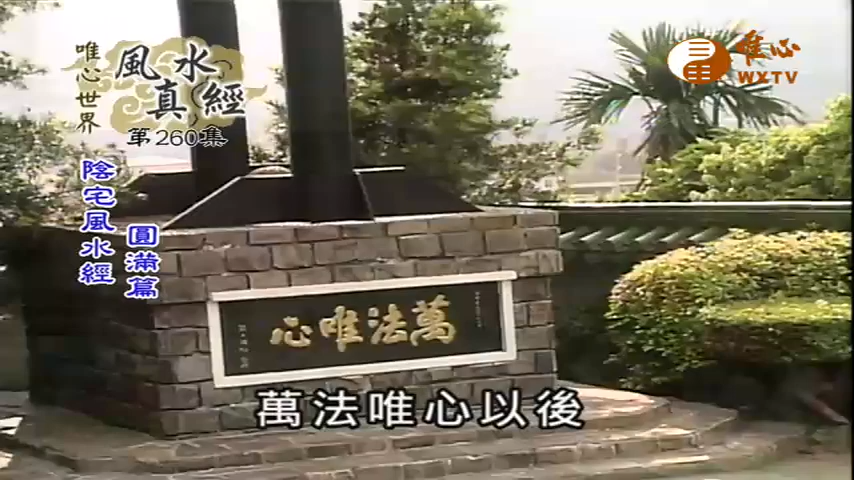 唯心世界
風水真經
第260集
陰宅風水經
圓滿篇
唯心
WXTV
萬法唯心
萬法唯心以後